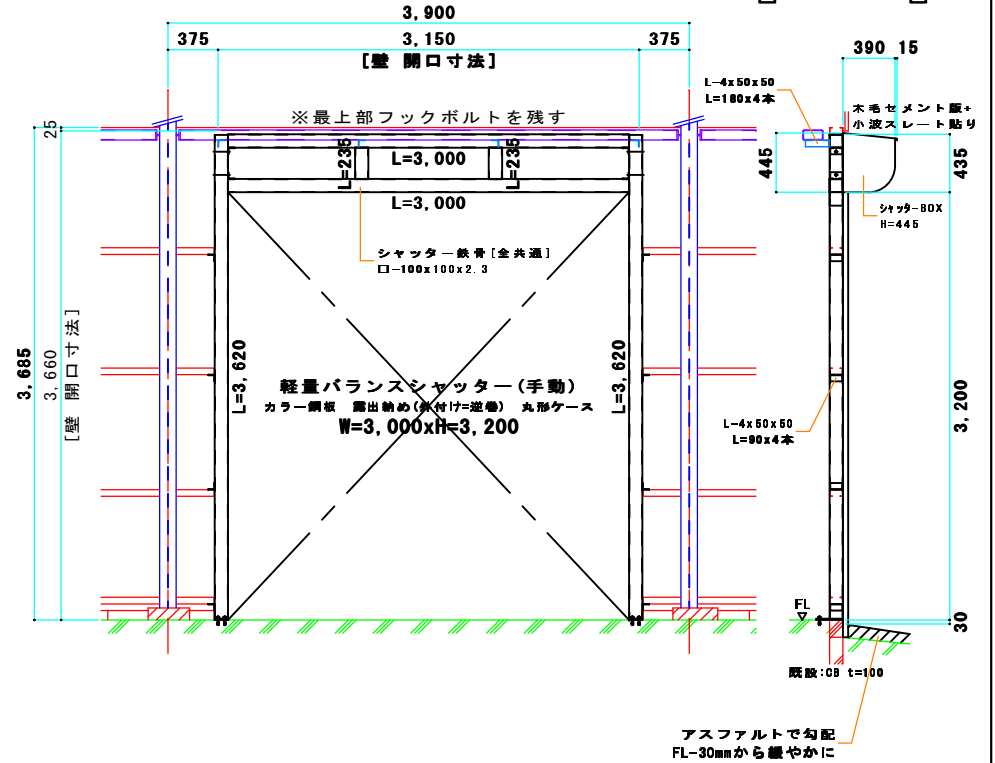 3,900
375
3,150
375
[壁 開口寸法]
※最上部フックボルトを残す
25
L=3,000
L=235
L=235
L=3,000
シャッター鉄骨[全共通]
ロ-100x100x2.3
3,685
3,660
[壁 開口寸法]
L=3,620
L=3,620
軽量バランスシャッター(手動)
カラー鋼板 露出納め(外付け=逆巻) 丸形ケース
W=3,000xH=3,200
390
15
L-4x50x50
L=180x4本
木毛セメント版+
小波スレート貼り
445
435
シャッターBOX
H=445
L-4x50x50
L=90x4本
3,200
FL
30
既設:CB t=100
アスファルトで勾配
FL-30mmから緩やかに